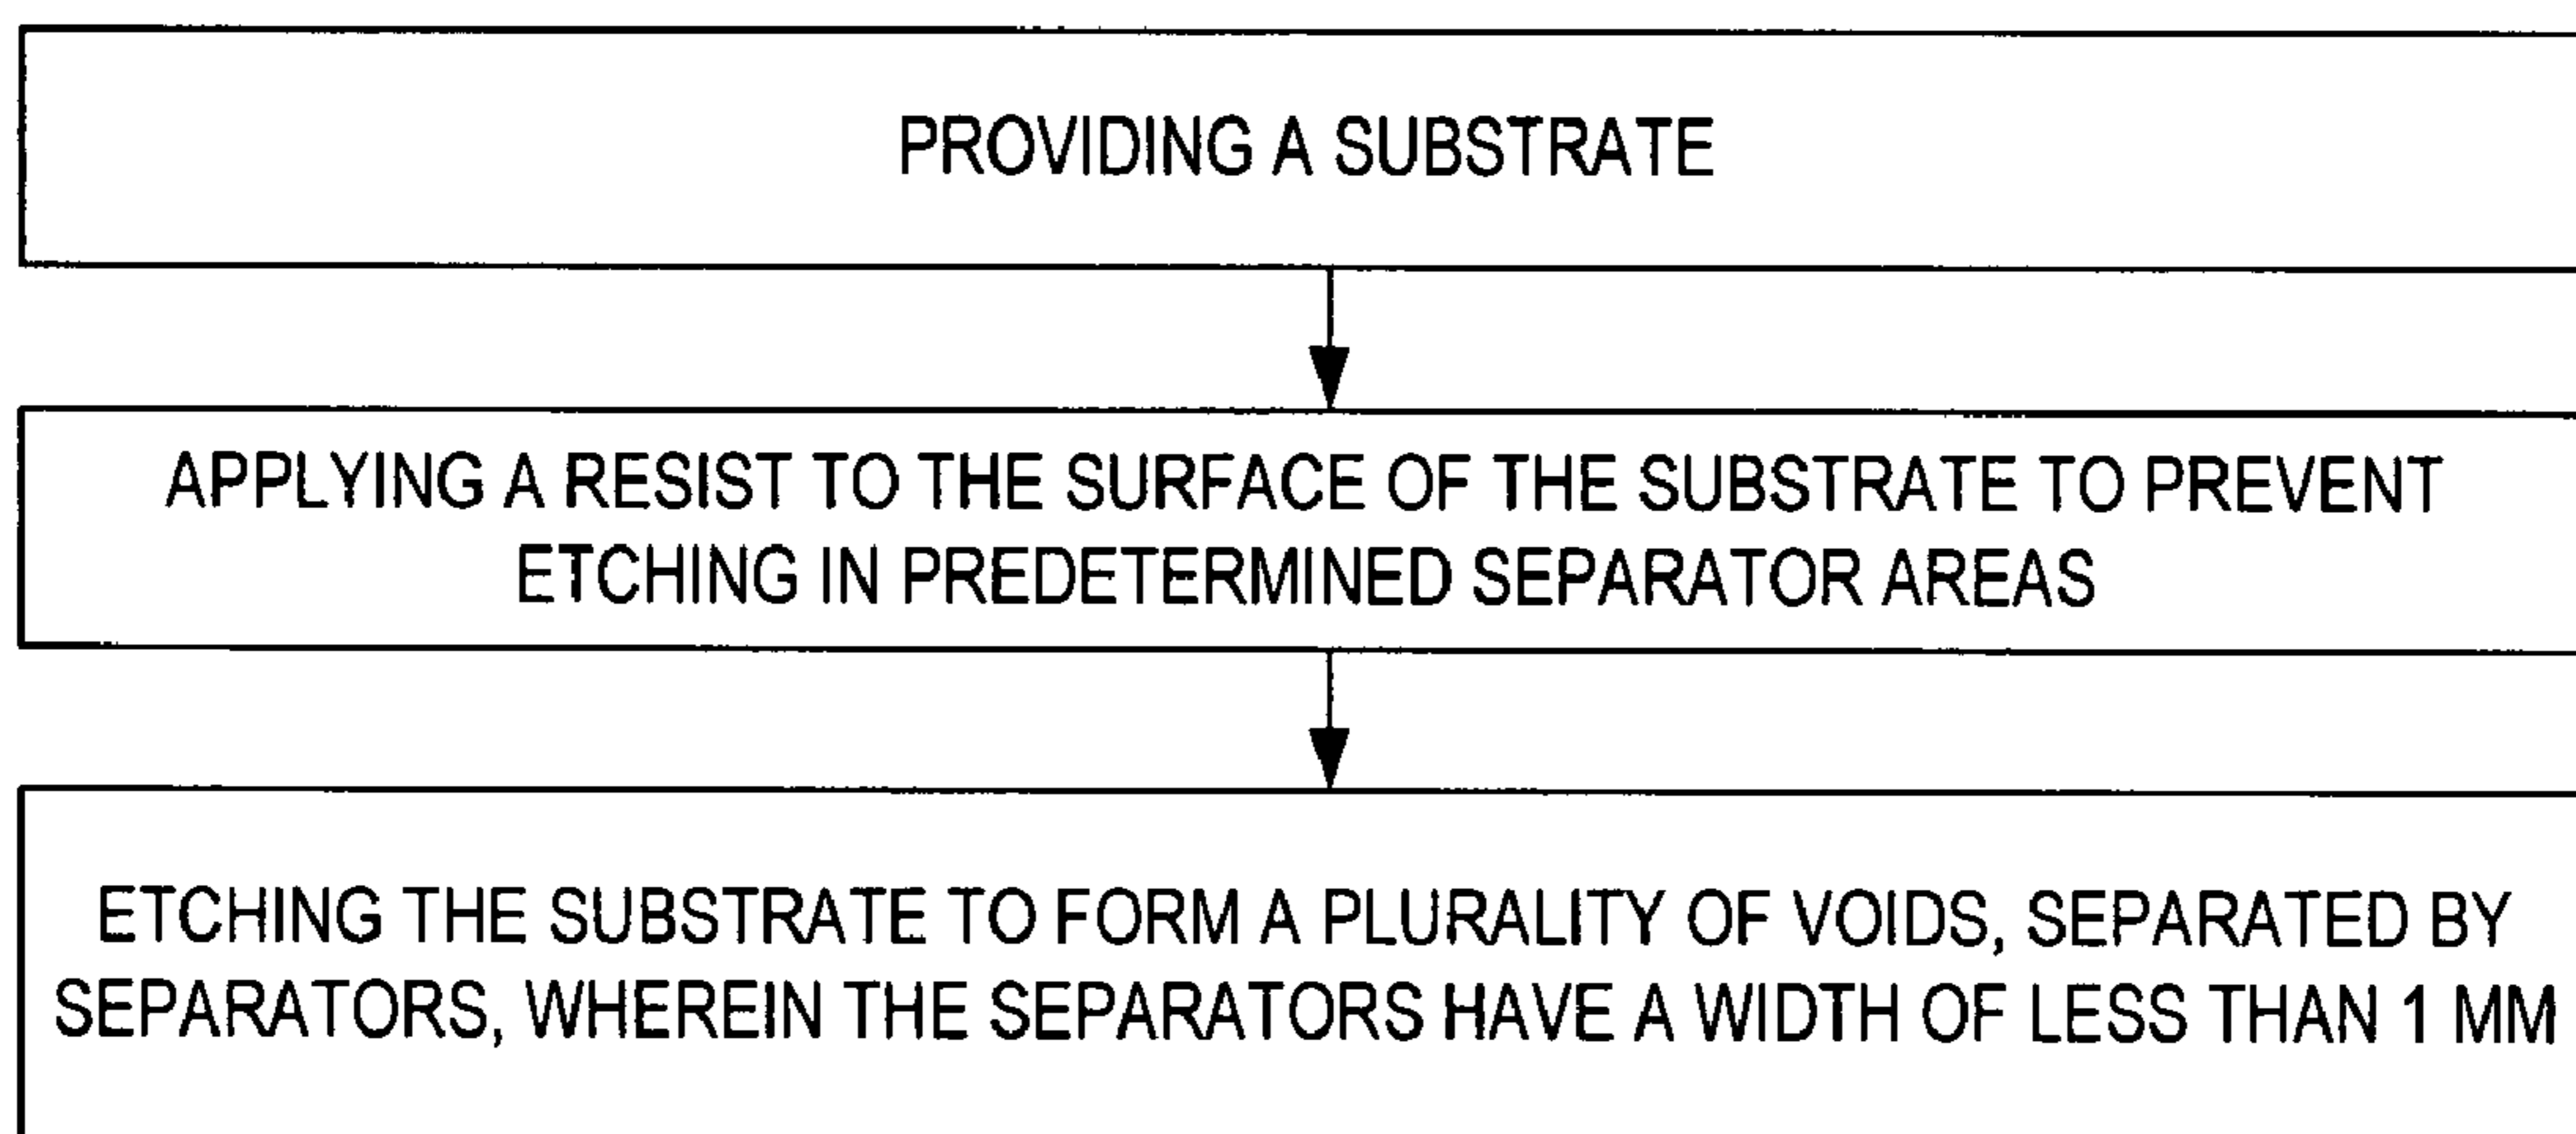 PROVIDING A SUBSTRATE
APPLYING A RESIST TO THE SURFACE OF THE SUBSTRATE TO PREVENT
ETCHING IN PREDETERMINED SEPARATOR AREAS
ETCHING THE SUBSTRATE TO FORM A PLURALITY OF VOIDS, SEPARATED BY
SEPARATORS, WHEREIN THE SEPARATORS HAVE A WIDTH OF LESS THAN 1 MM